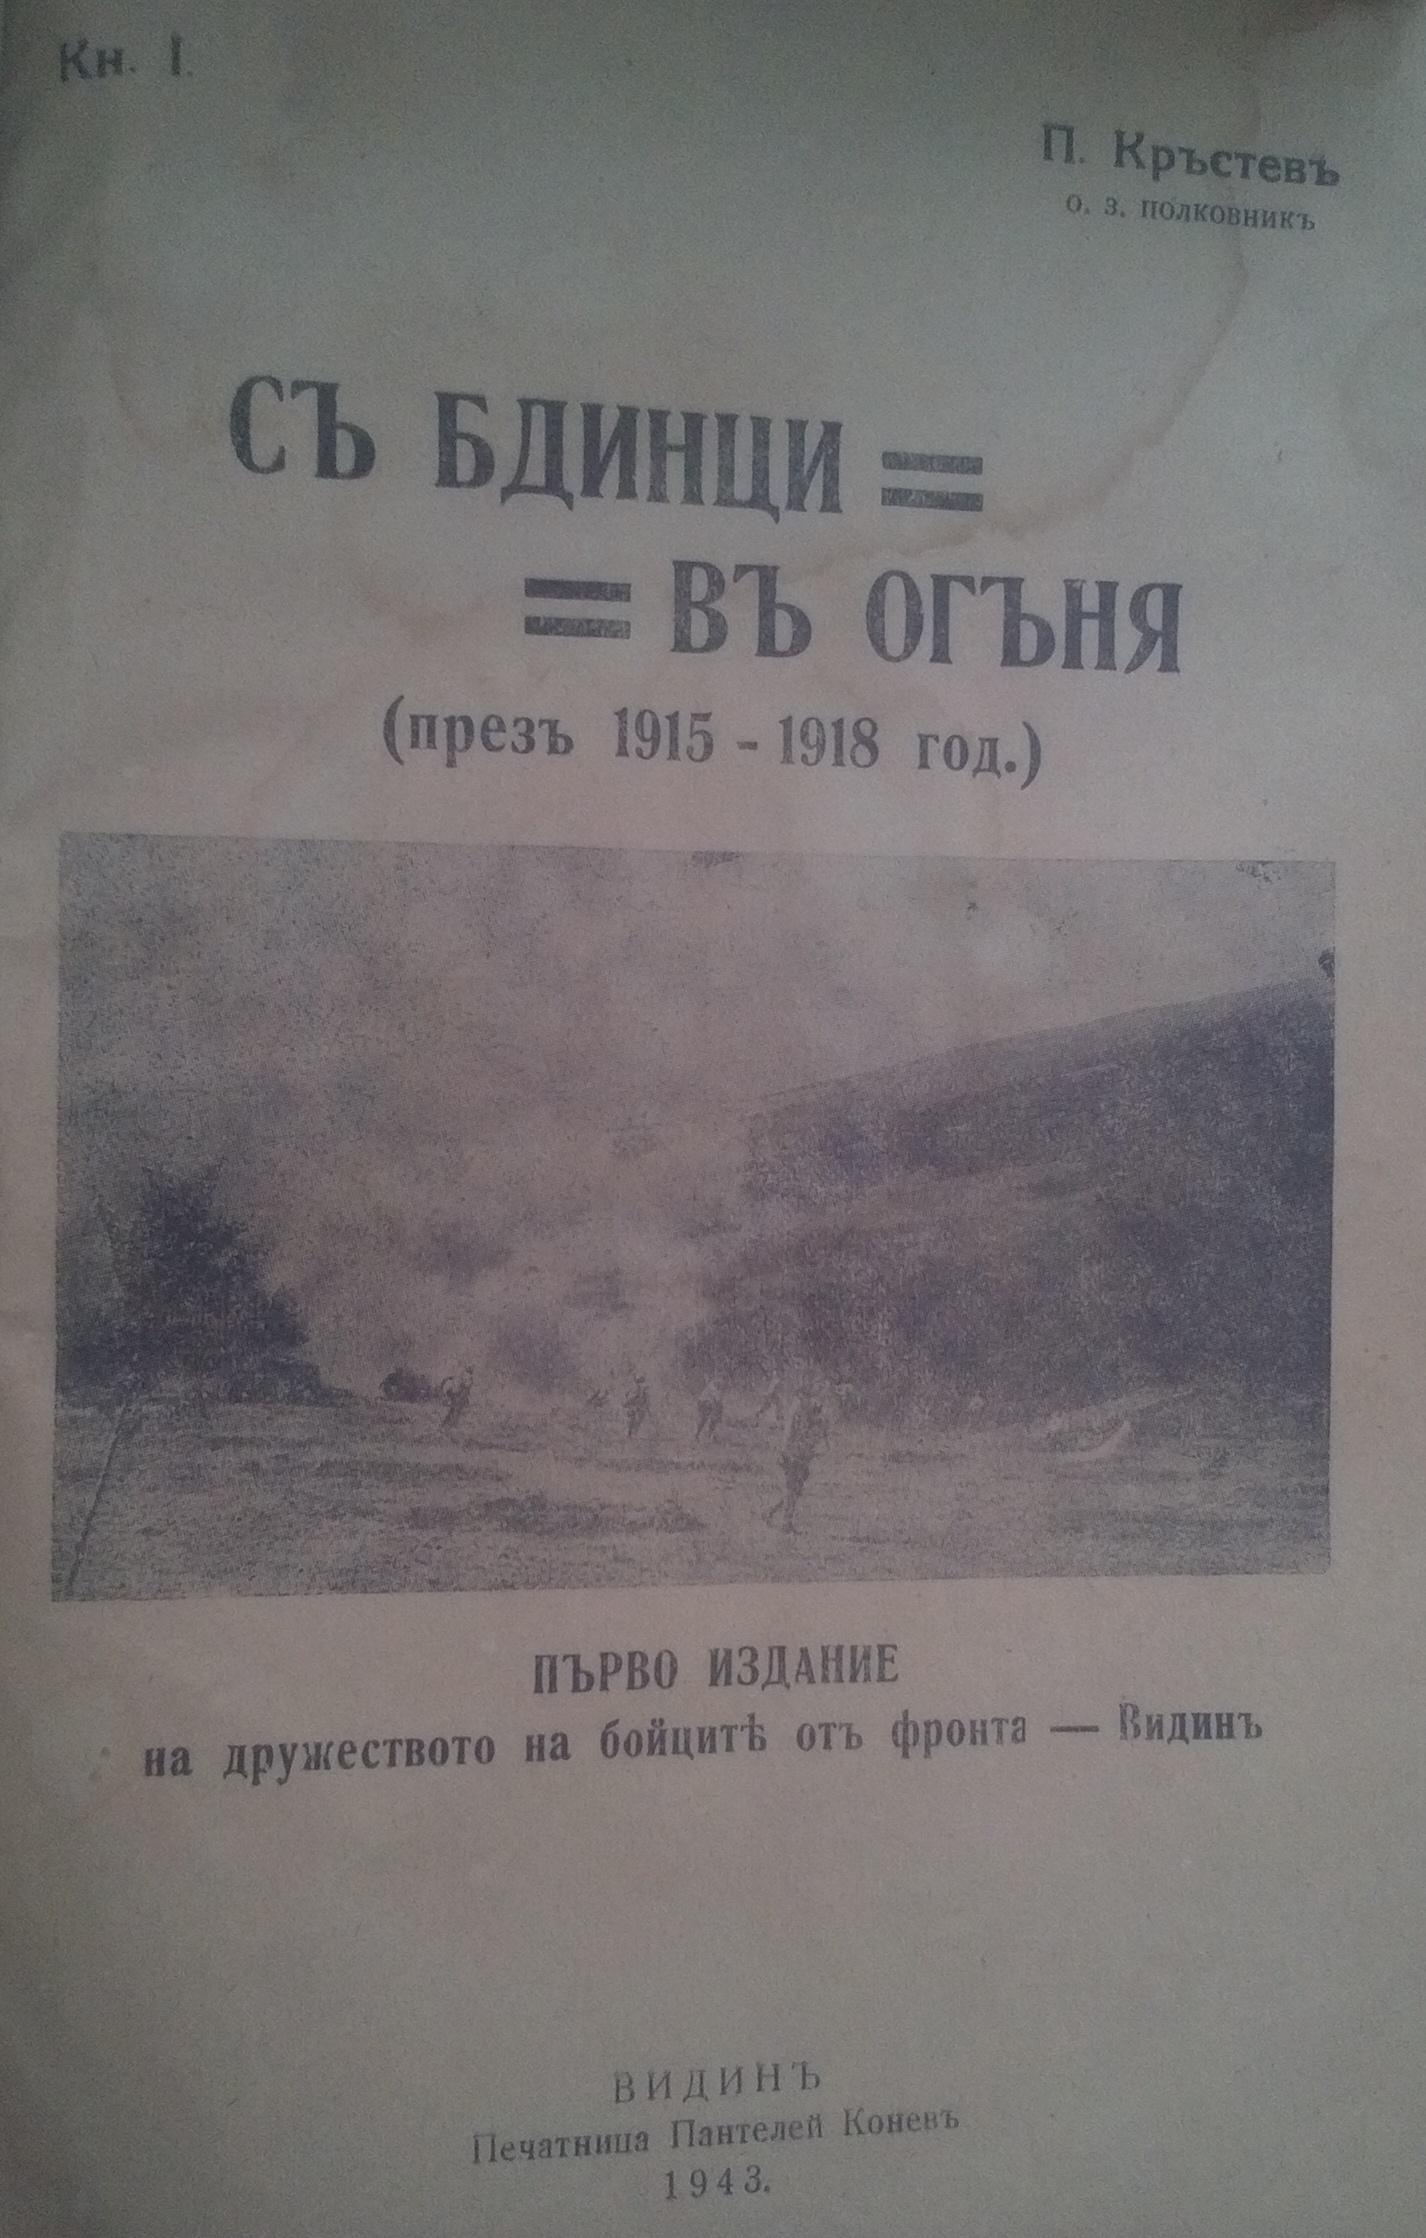 Кн. I.
П. Кръстевъ
о. з. полковникъ
СЪ БДИНЦИ =
= ВЪ ОГЪНЯ
(презъ 1915 - 1918 год.)
ПЪРВО ИЗДАНИЕ
на дружеството на бойцитѣ отъ фронта — Видинъ
ВИДИНЪ
Печатница Пантелей Коневъ
1943.